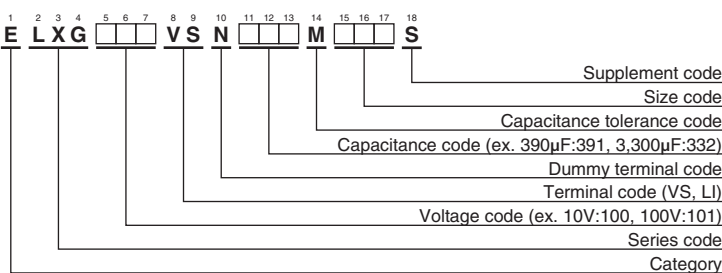 1 2 3 4 5 6 7 8 9 10 11 12 13 14 15 16 17 18
E L X G □□□ V S N □□□ M □□□ S
Supplement code
Size code
Capacitance tolerance code
Capacitance code (ex. 390µF:391, 3,300µF:332)
Dummy terminal code
Terminal code (VS, LI)
Voltage code (ex. 10V:100, 100V:101)
Series code
Category